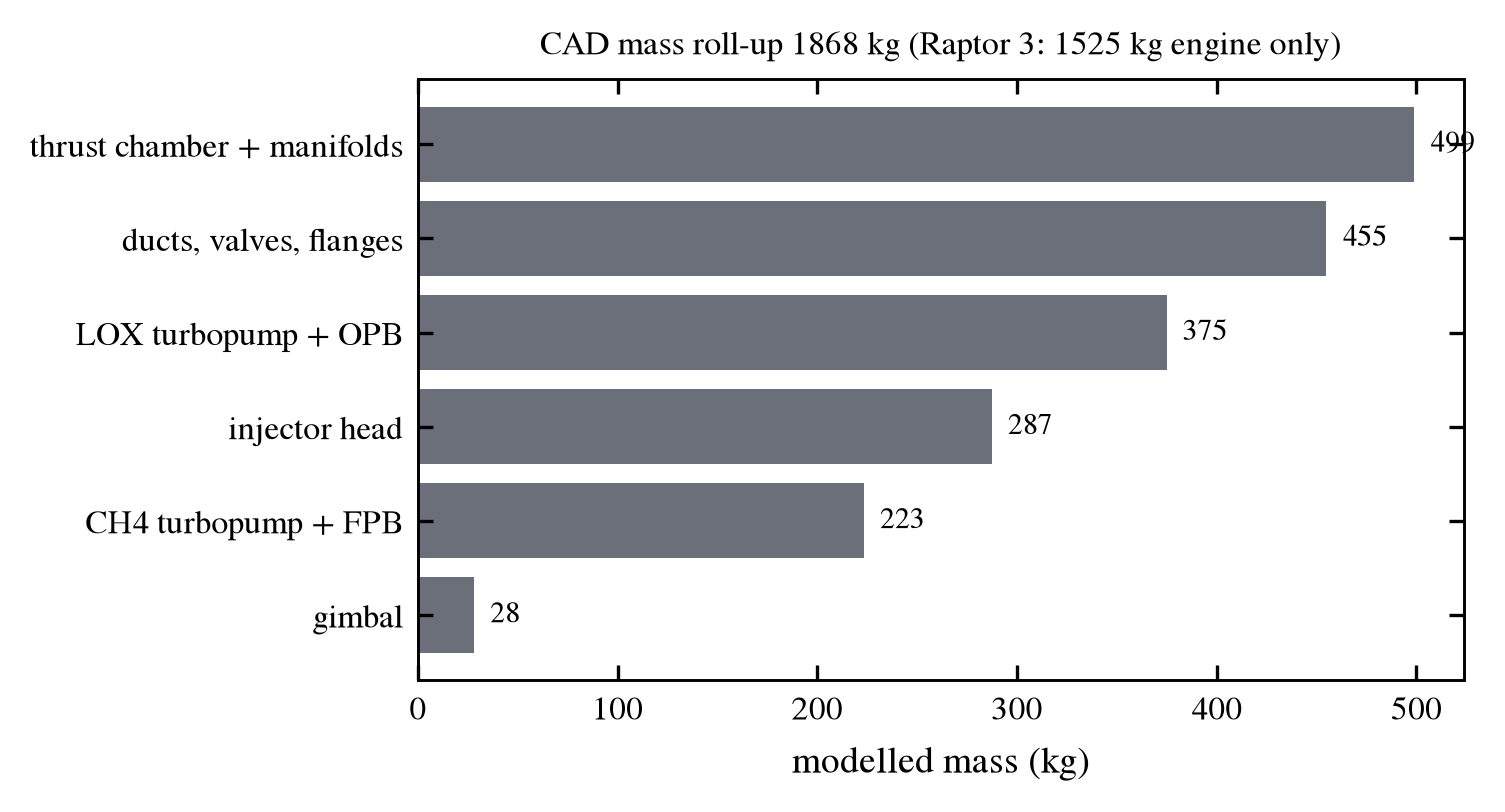 CAD mass roll-up 1868 kg (Raptor 3: 1525 kg engine only)
thrust chamber + manifolds 499
ducts, valves, flanges 455
LOX turbopump + OPB 375
injector head 287
CH4 turbopump + FPB 223
gimbal 28
0 100 200 300 400 500
modelled mass (kg)